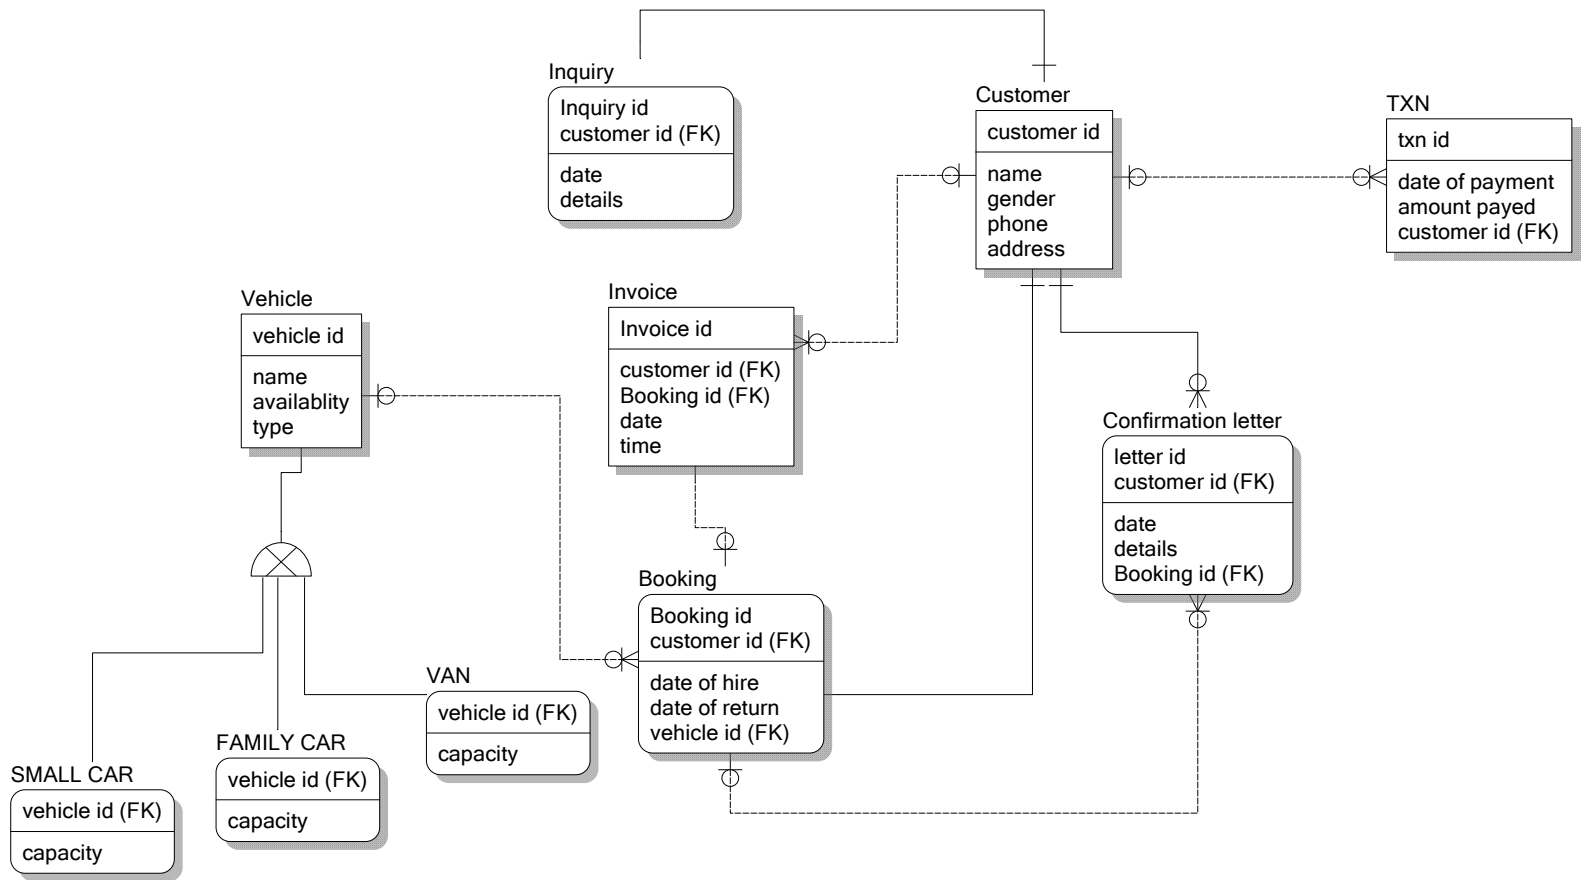 Inquiry
Inquiry id
customer id (FK)
date
details
Customer
customer id
name
gender
phone
address
TXN
txn id
date of payment
amount payed
customer id (FK)
Vehicle
vehicle id
name
availablity
type
Invoice
Invoice id
customer id (FK)
Booking id (FK)
date
time
Confirmation letter
letter id
customer id (FK)
date
details
Booking id (FK)
Booking
Booking id
customer id (FK)
date of hire
date of return
vehicle id (FK)
VAN
vehicle id (FK)
capacity
FAMILY CAR
vehicle id (FK)
capacity
SMALL CAR
vehicle id (FK)
capacity